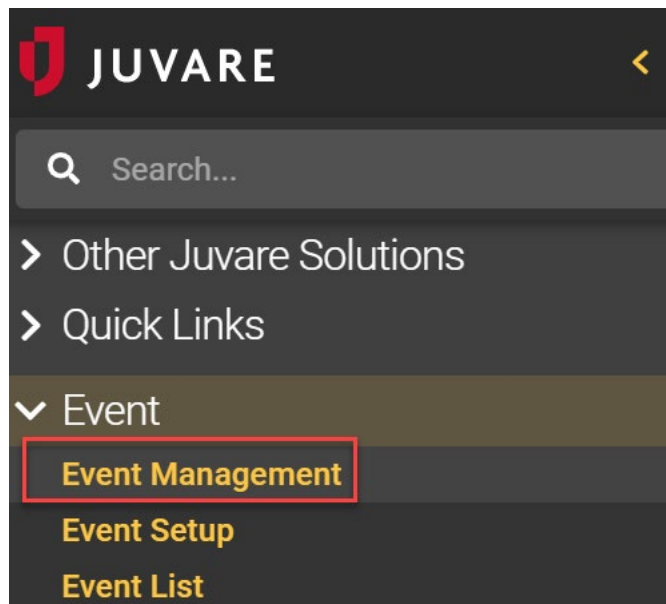 JUVARE
Search...
Other Juvare Solutions
Quick Links
Event
Event Management
Event Setup
Event List